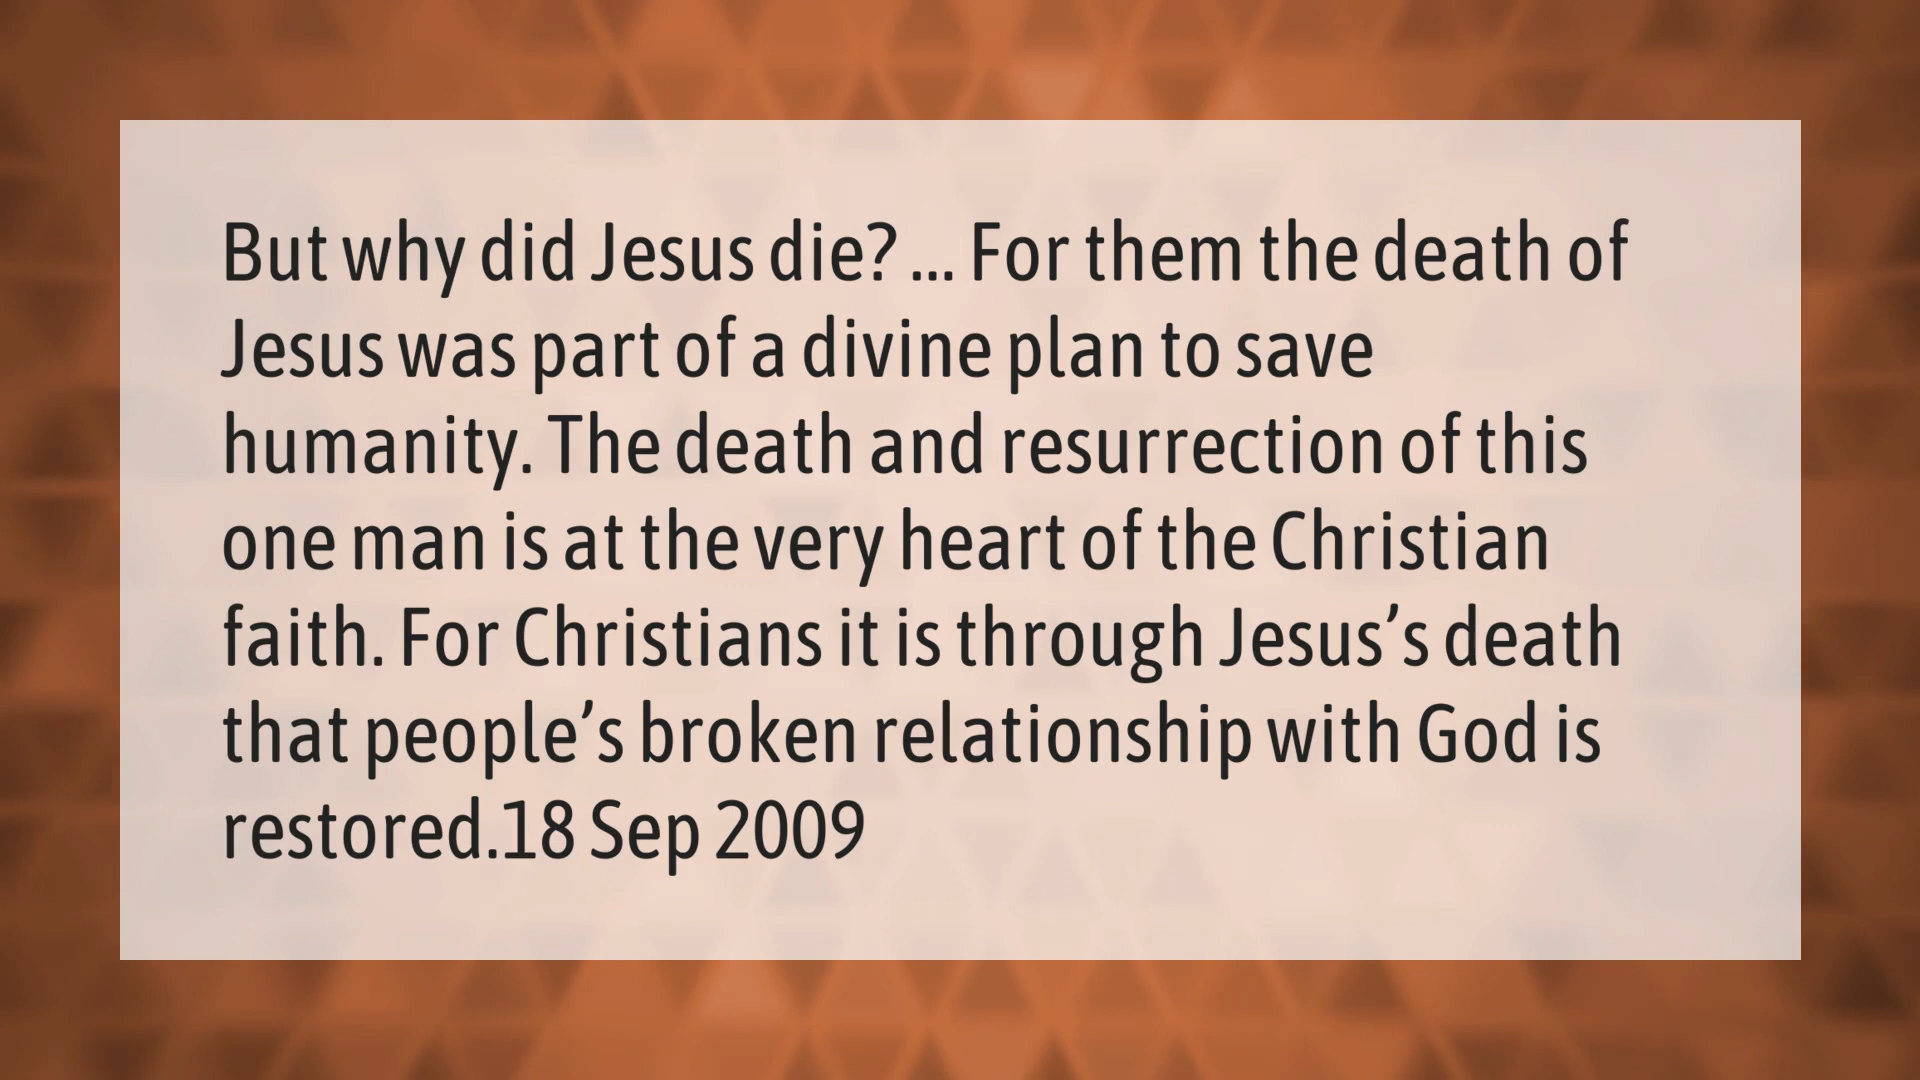 But why did Jesus die? ... For them the death of
Jesus was part of a divine plan to save
humanity. The death and resurrection of this
one man is at the very heart of the Christian
faith. For Christians it is through Jesus’s death
that people’s broken relationship with God is
restored.18 Sep 2009